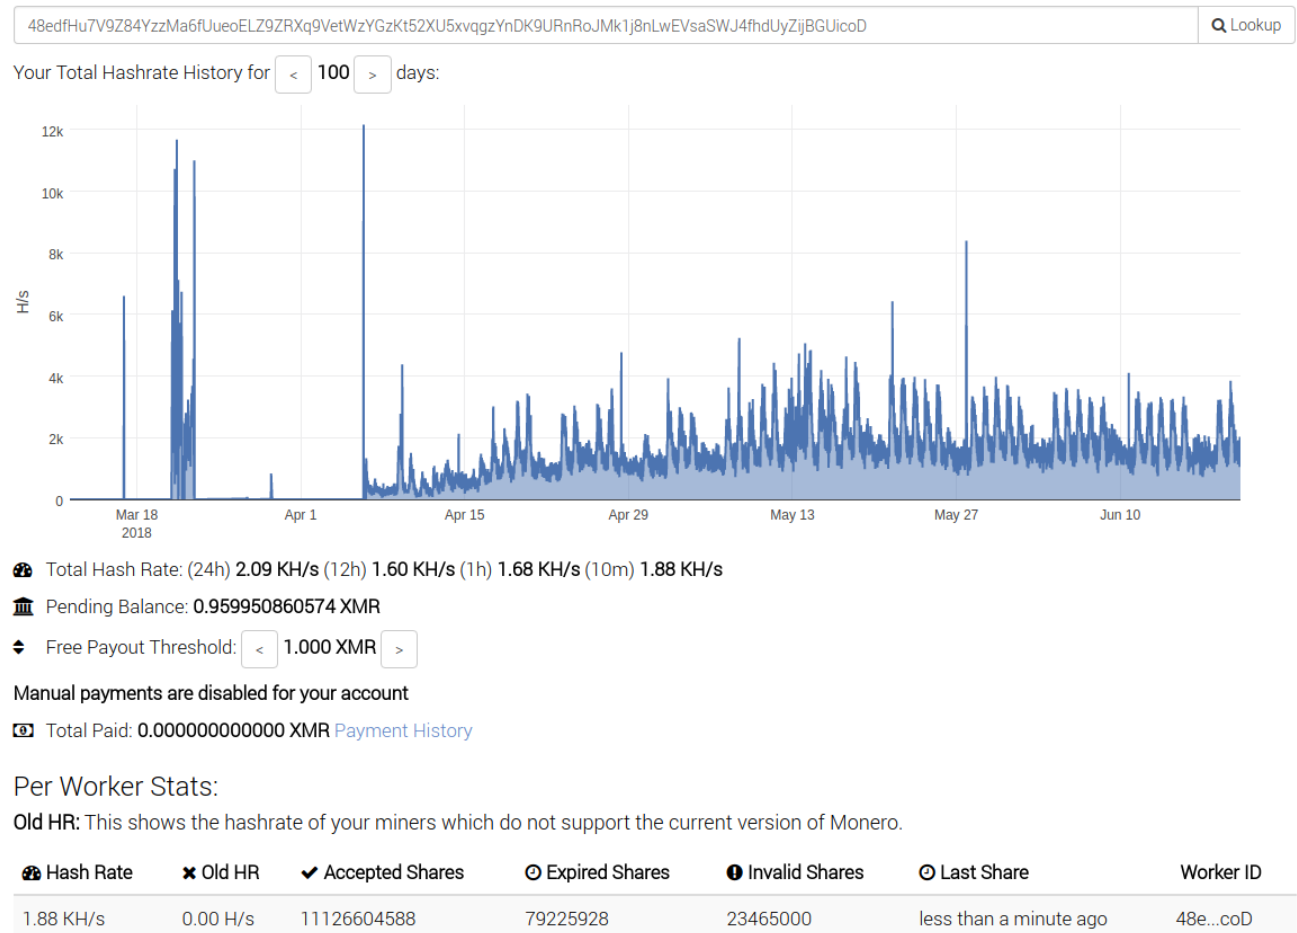 48edfHu7V9Z84YzzMa6fUueoELZ9ZRXq9VetWzYGzKt52XU5xvqgzYnDK9URnRoJMk1j8nLwEVsaSWJ4fhdUyZijBGUicoD Lookup
Your Total Hashrate History for < 100 > days:
12k
10k
8k
6k
4k
2k
0
H/s
Mar 18 Apr 1 Apr 15 Apr 29 May 13 May 27 Jun 10
2018
Total Hash Rate: (24h) 2.09 KH/s (12h) 1.60 KH/s (1h) 1.68 KH/s (10m) 1.88 KH/s
Pending Balance: 0.959950860574 XMR
Free Payout Threshold: < 1.000 XMR >
Manual payments are disabled for your account
Total Paid: 0.000000000000 XMR Payment History
Per Worker Stats:
Old HR: This shows the hashrate of your miners which do not support the current version of Monero.
Hash Rate Old HR Accepted Shares Expired Shares Invalid Shares Last Share Worker ID
1.88 KH/s 0.00 H/s 11126604588 79225928 23465000 less than a minute ago 48e...coD